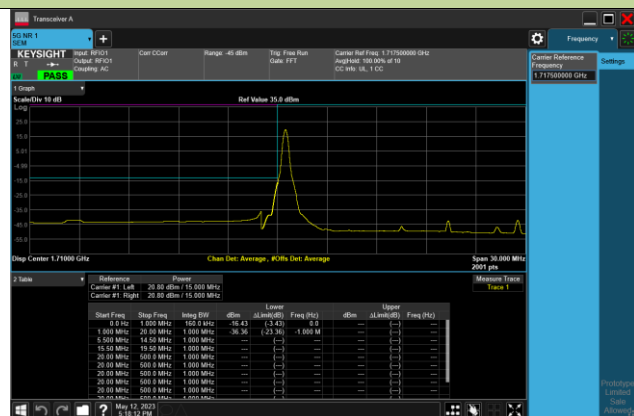 Transceiver A
5G NR 1
SEM
+
Frequency
KEYSIGHT
R T
LW
PASS
Input: RFIO1
Output: RFIO1
Coupling: AC
Corr CCorr
Range: -45 dBm
Trig: Free Run
Gate: FFT
Carrier Ref Freq: 1.717500000 GHz
Avg|Hold: 100.00% of 10
CC Info: UL, 1 CC
Carrier Reference
Frequency
1.717500000 GHz
Settings
1 Graph
Scale/Div 10 dB
Ref Value 35.0 dBm
Log
25.0
15.0
5.01
-4.99
-15.0
-25.0
-35.0
-45.0
-55.0
Disp Center 1.71000 GHz
Chan Det: Average , #Offs Det: Average
Span 30.000 MHz
2001 pts
2 Table
Reference Power
Carrier #1: Left 20.80 dBm / 15.000 MHz
Carrier #1: Right 20.80 dBm / 15.000 MHz
Measure Trace
Trace 1
Lower Upper
Start Freq Stop Freq Integ BW dBm ΔLimit(dB) Freq (Hz) dBm ΔLimit(dB) Freq (Hz)
0.0 Hz 1.000 MHz 160.0 kHz -16.43 (-3.43) 0.0 --- (---) ---
1.000 MHz 20.00 MHz 1.000 MHz -36.36 (-23.36) -1.000 M --- (---) ---
5.500 MHz 14.50 MHz 1.000 MHz --- (---) --- --- (---) ---
15.50 MHz 19.50 MHz 1.000 MHz --- (---) --- --- (---) ---
20.00 MHz 500.0 MHz 1.000 MHz --- (---) --- --- (---) ---
20.00 MHz 500.0 MHz 1.000 MHz --- (---) --- --- (---) ---
20.00 MHz 500.0 MHz 1.000 MHz --- (---) --- --- (---) ---
20.00 MHz 500.0 MHz 1.000 MHz --- (---) --- --- (---) ---
20.00 MHz 500.0 MHz 1.000 MHz --- (---) --- --- (---) ---
Prototype
Limited
Sale
Allowed
?
May 12, 2023
5:18:12 PM